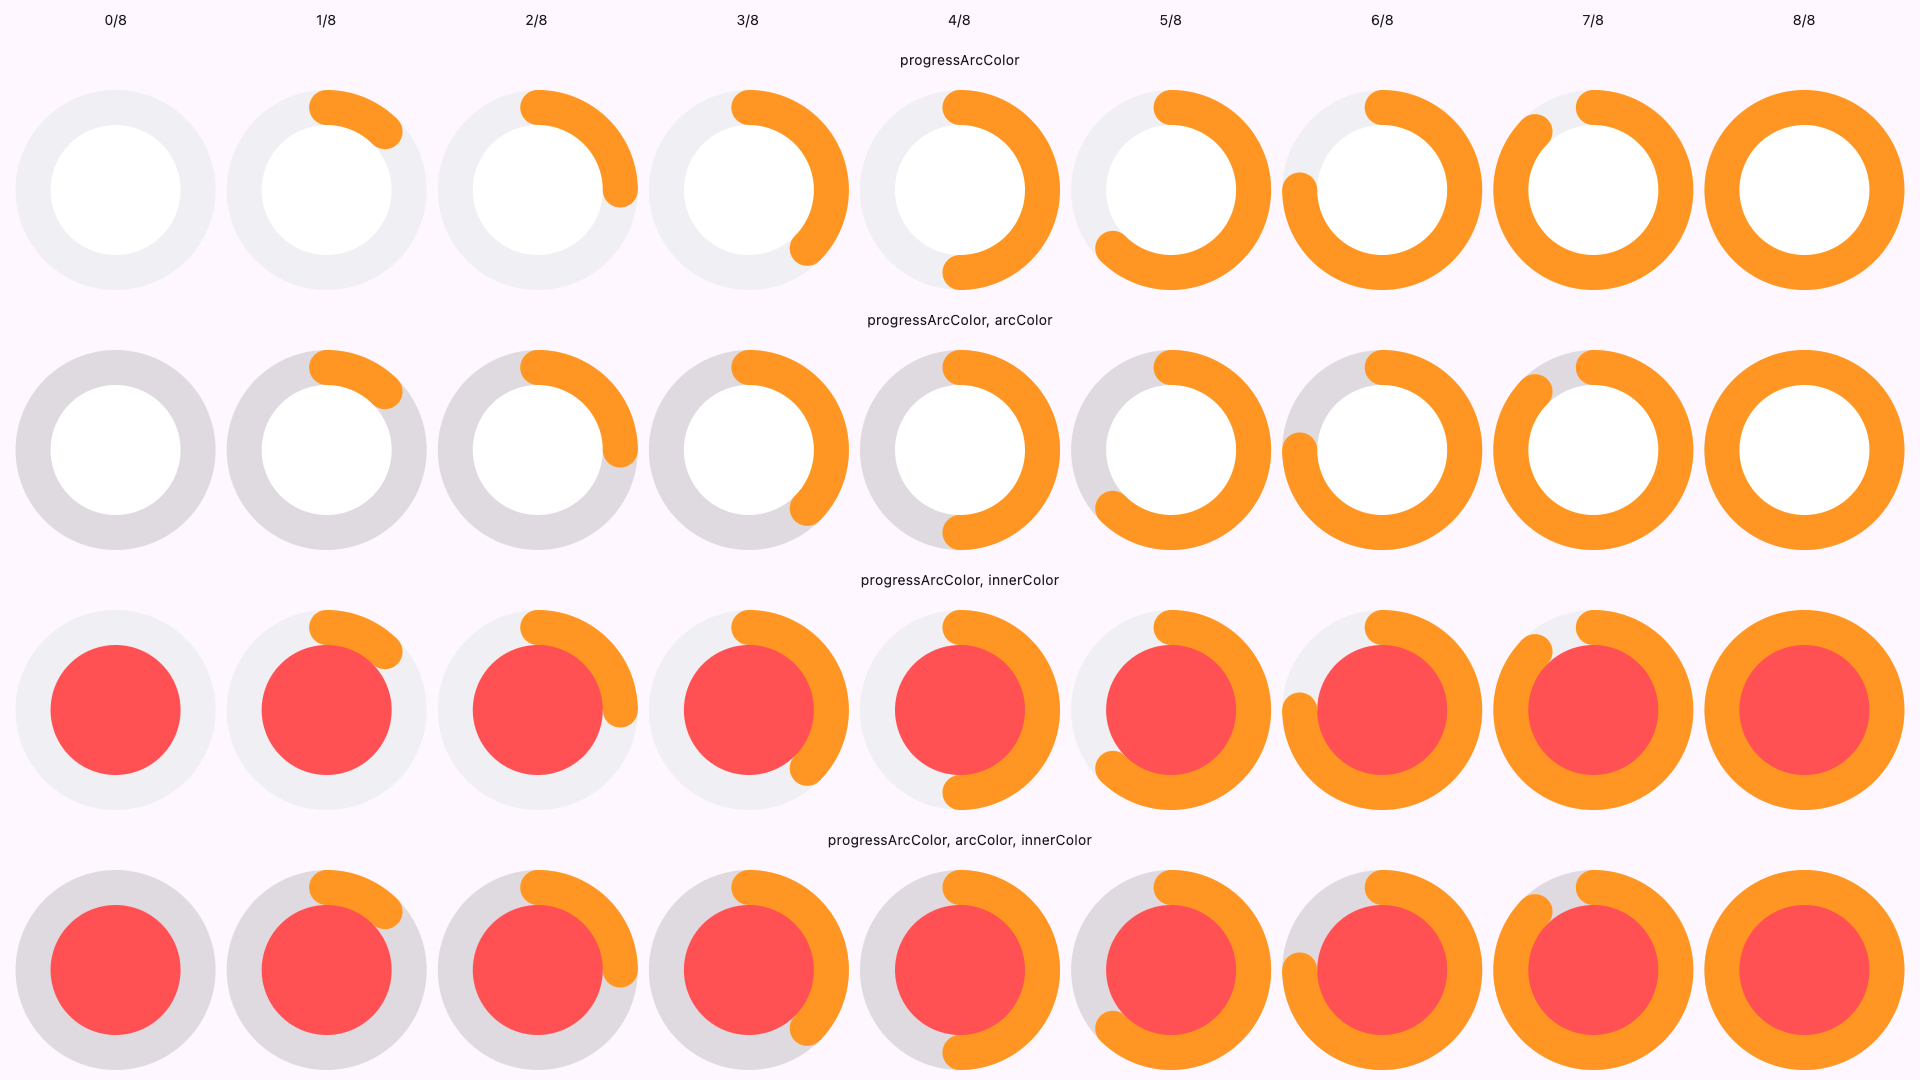 0/8 1/8 2/8 3/8 4/8 5/8 6/8 7/8 8/8
progressArcColor
progressArcColor, arcColor
progressArcColor, innerColor
progressArcColor, arcColor, innerColor